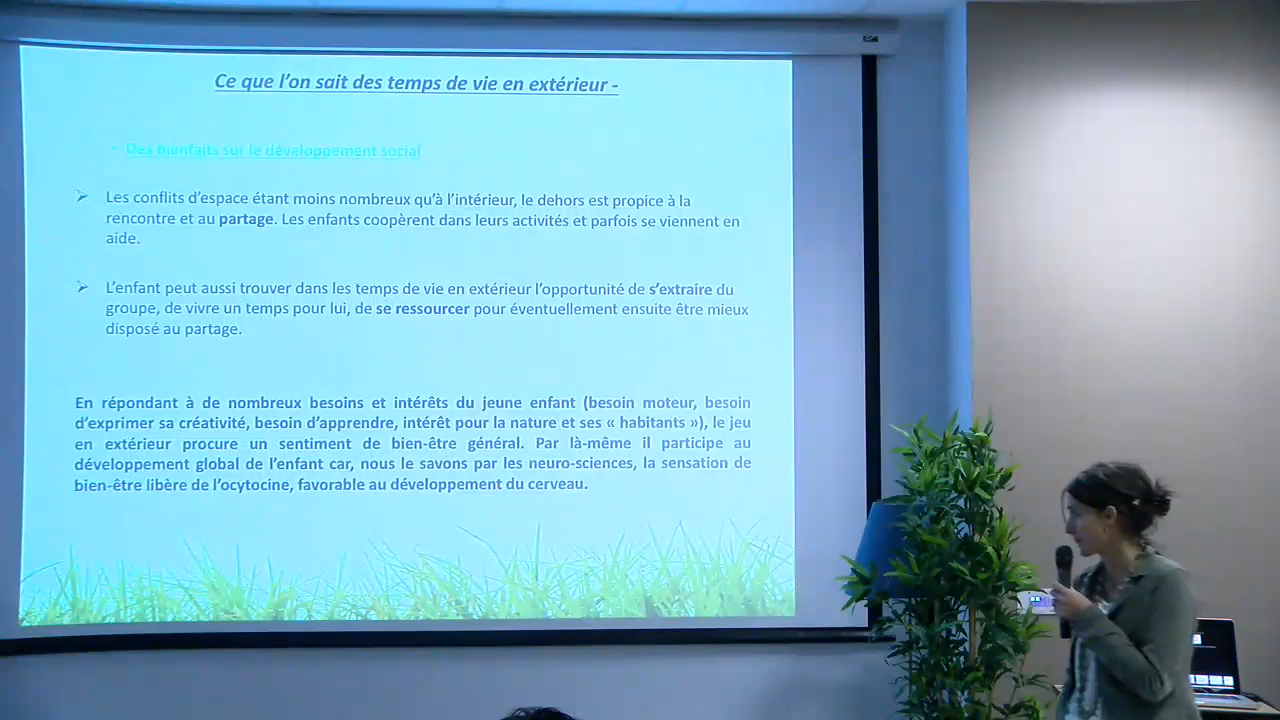 Ce que l'on sait des temps de vie en extérieur -
• Des bienfaits sur le développement social
➢ Les conflits d'espace étant moins nombreux qu'à l'intérieur, le dehors est propice à la
rencontre et au partage. Les enfants coopèrent dans leurs activités et parfois se viennent en
aide.
➢ L'enfant peut aussi trouver dans les temps de vie en extérieur l'opportunité de s'extraire du
groupe, de vivre un temps pour lui, de se ressourcer pour éventuellement ensuite être mieux
disposé au partage.
En répondant à de nombreux besoins et intérêts du jeune enfant (besoin moteur, besoin
d'exprimer sa créativité, besoin d'apprendre, intérêt pour la nature et ses « habitants »), le jeu
en extérieur procure un sentiment de bien-être général. Par là-même il participe au
développement global de l'enfant car, nous le savons par les neuro-sciences, la sensation de
bien-être libère de l'ocytocine, favorable au développement du cerveau.